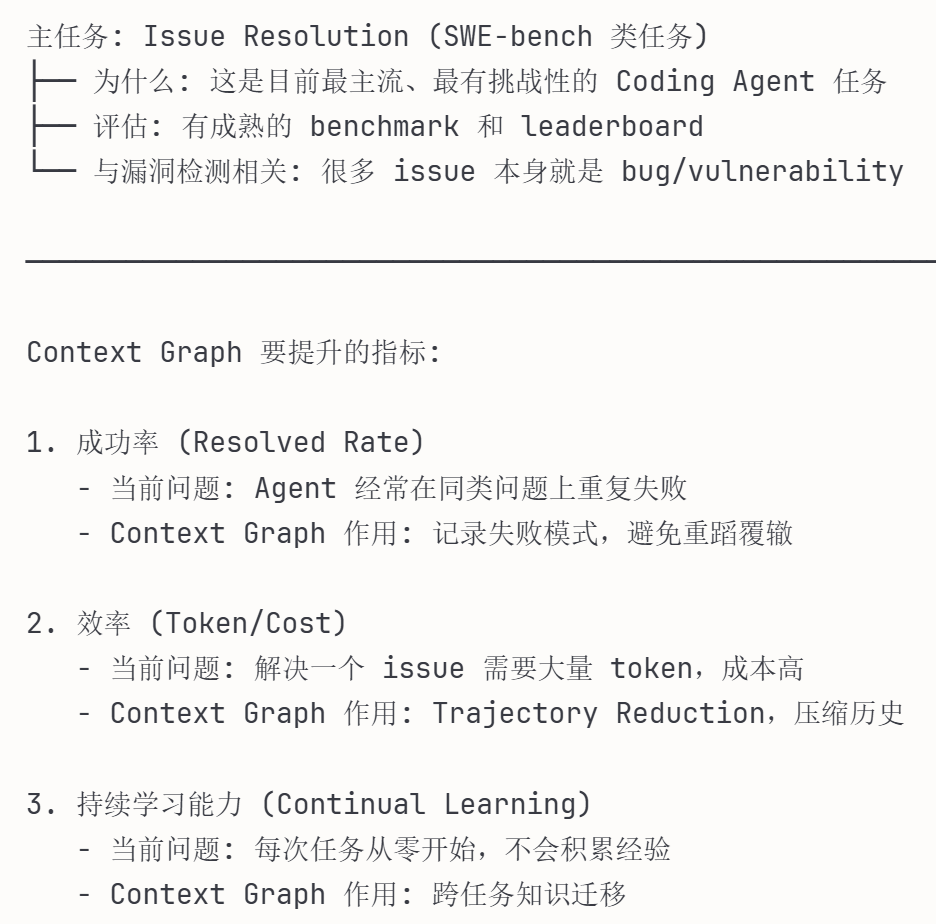 主任务: Issue Resolution (SWE-bench 类任务)
├── 为什么: 这是目前最主流、最有挑战性的 Coding Agent 任务
├── 评估: 有成熟的 benchmark 和 leaderboard
└── 与漏洞检测相关: 很多 issue 本身就是 bug/vulnerability
Context Graph 要提升的指标:
1. 成功率 (Resolved Rate)
- 当前问题: Agent 经常在同类问题上重复失败
- Context Graph 作用: 记录失败模式，避免重蹈覆辙
2. 效率 (Token/Cost)
- 当前问题: 解决一个 issue 需要大量 token，成本高
- Context Graph 作用: Trajectory Reduction，压缩历史
3. 持续学习能力 (Continual Learning)
- 当前问题: 每次任务从零开始，不会积累经验
- Context Graph 作用: 跨任务知识迁移